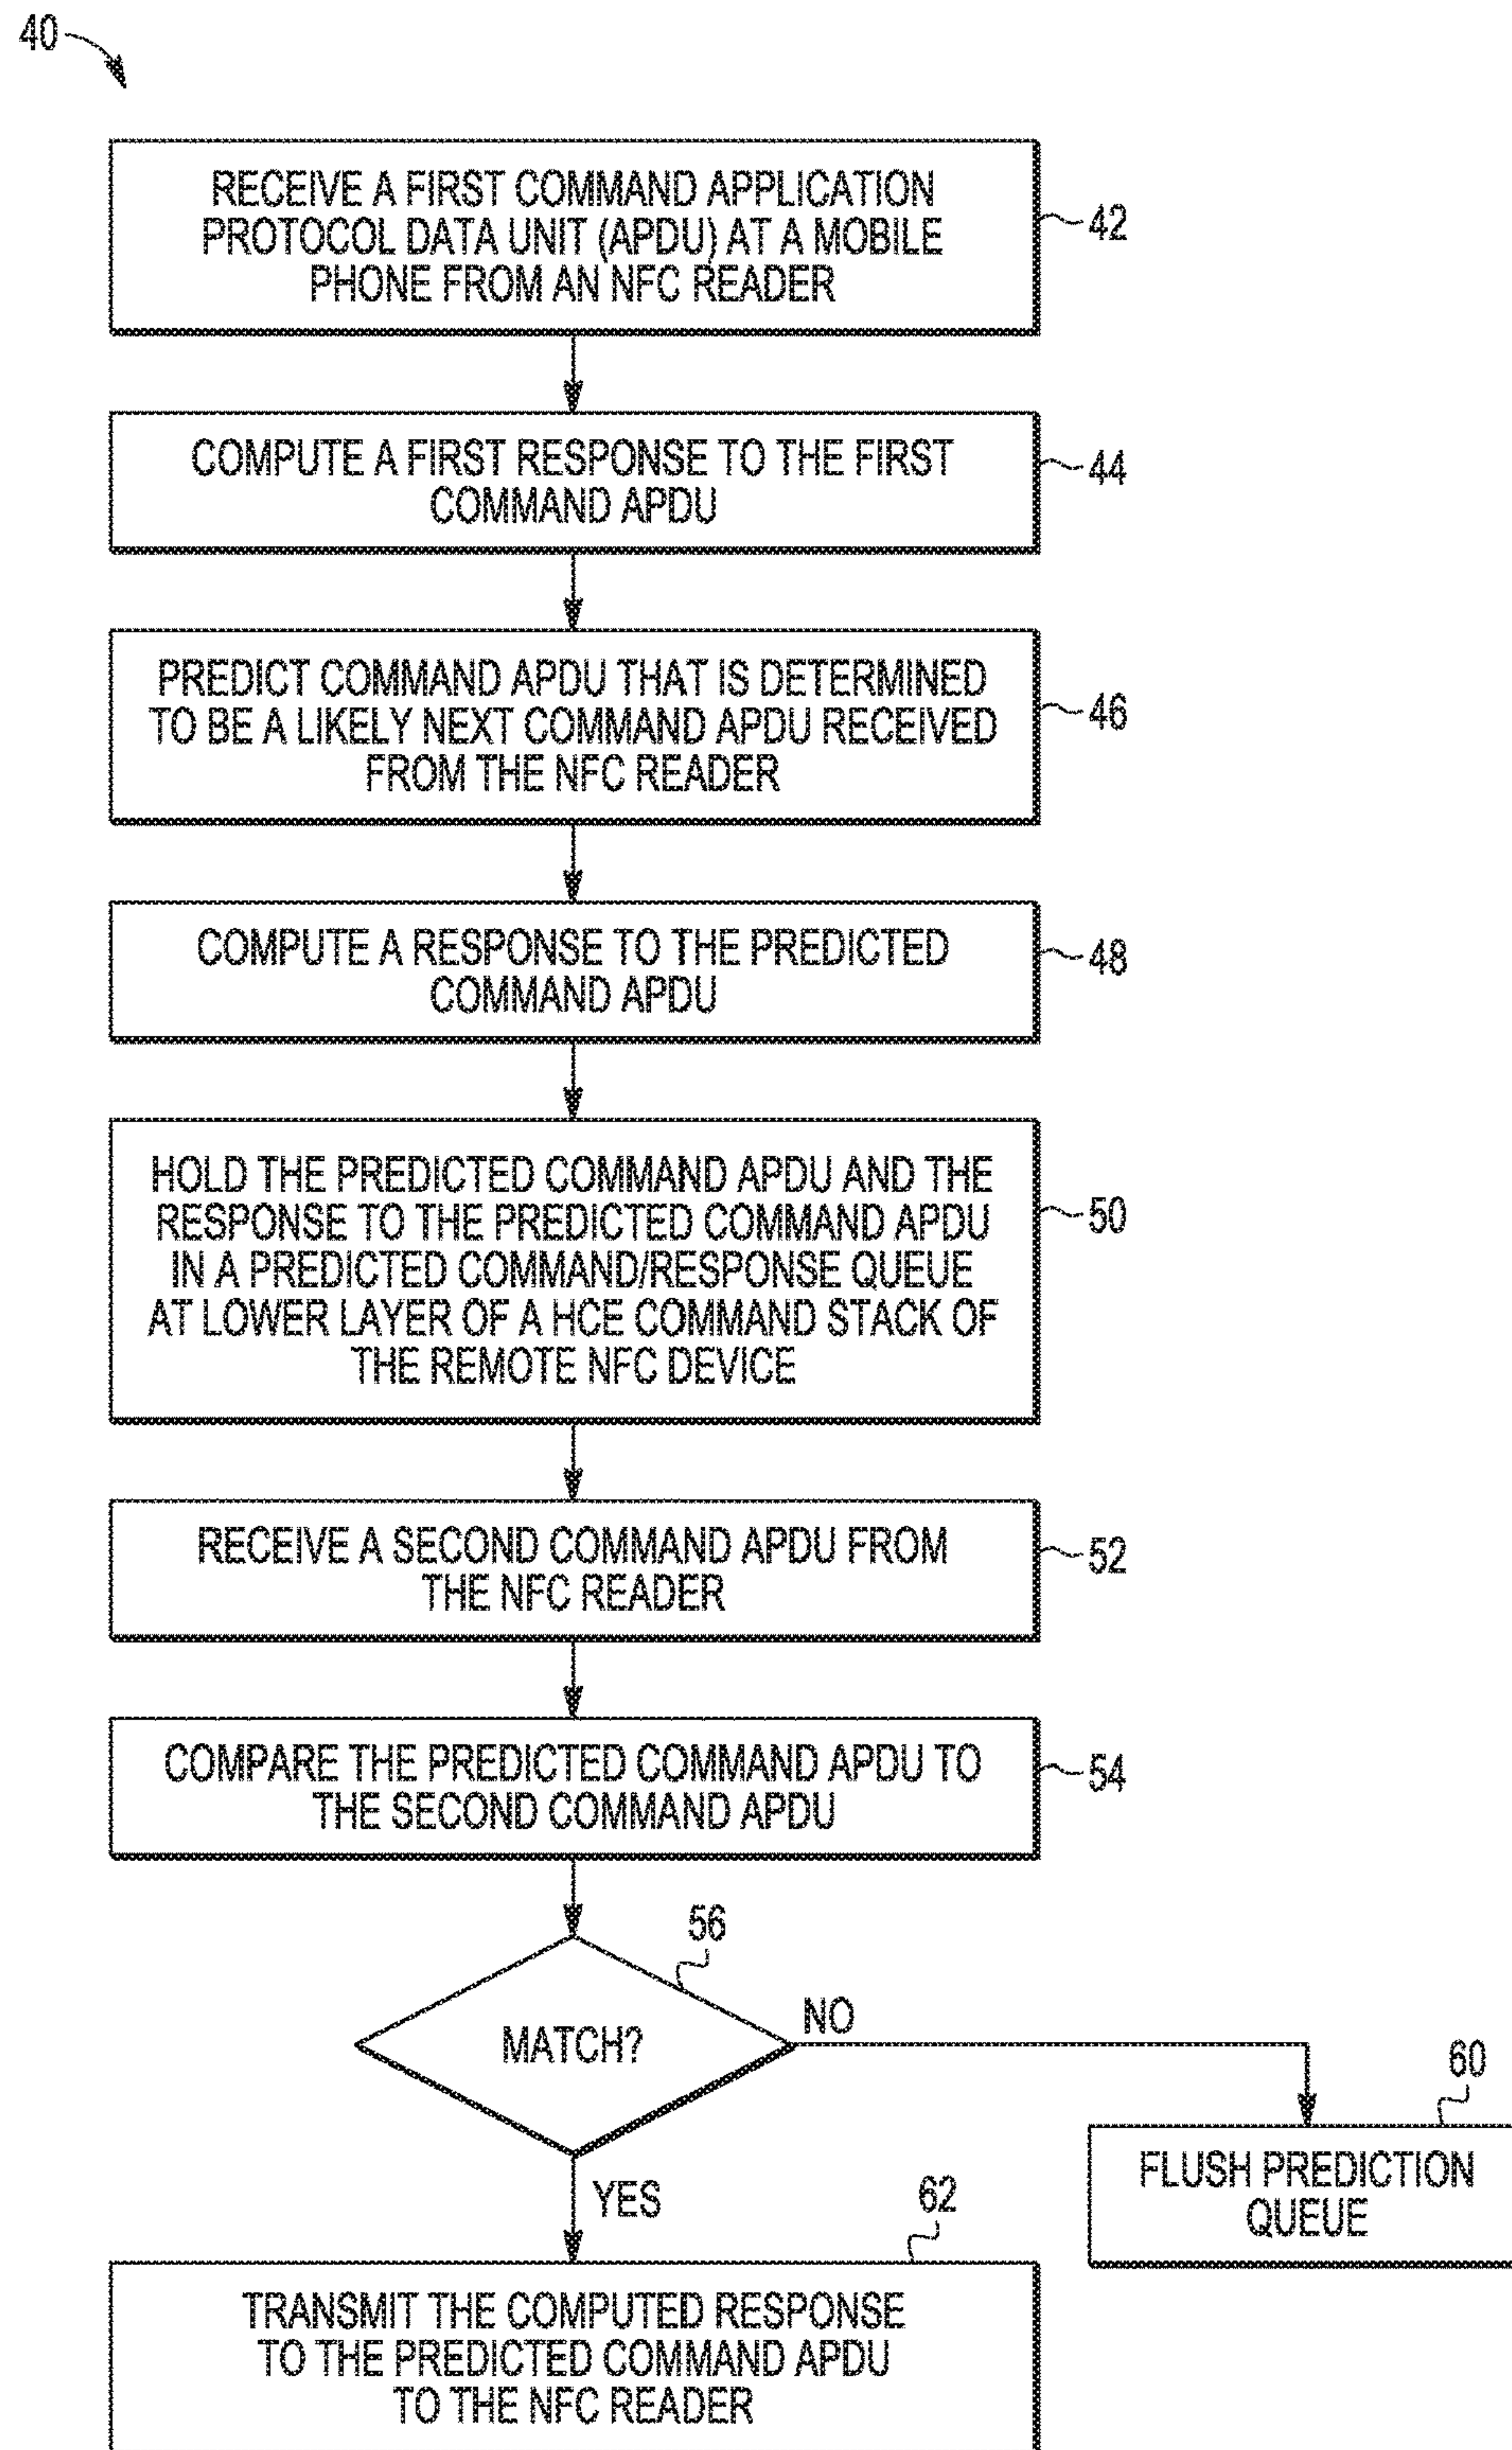 40
RECEIVE A FIRST COMMAND APPLICATION
PROTOCOL DATA UNIT (APDU) AT A MOBILE
PHONE FROM AN NFC READER
42
COMPUTE A FIRST RESPONSE TO THE FIRST
COMMAND APDU
44
PREDICT COMMAND APDU THAT IS DETERMINED
TO BE A LIKELY NEXT COMMAND APDU RECEIVED
FROM THE NFC READER
46
COMPUTE A RESPONSE TO THE PREDICTED
COMMAND APDU
48
HOLD THE PREDICTED COMMAND APDU AND THE
RESPONSE TO THE PREDICTED COMMAND APDU
IN A PREDICTED COMMAND/RESPONSE QUEUE
AT LOWER LAYER OF A HCE COMMAND STACK OF
THE REMOTE NFC DEVICE
50
RECEIVE A SECOND COMMAND APDU FROM
THE NFC READER
52
COMPARE THE PREDICTED COMMAND APDU TO
THE SECOND COMMAND APDU
54
56
MATCH?
NO
60
FLUSH PREDICTION
QUEUE
YES
62
TRANSMIT THE COMPUTED RESPONSE
TO THE PREDICTED COMMAND APDU
TO THE NFC READER